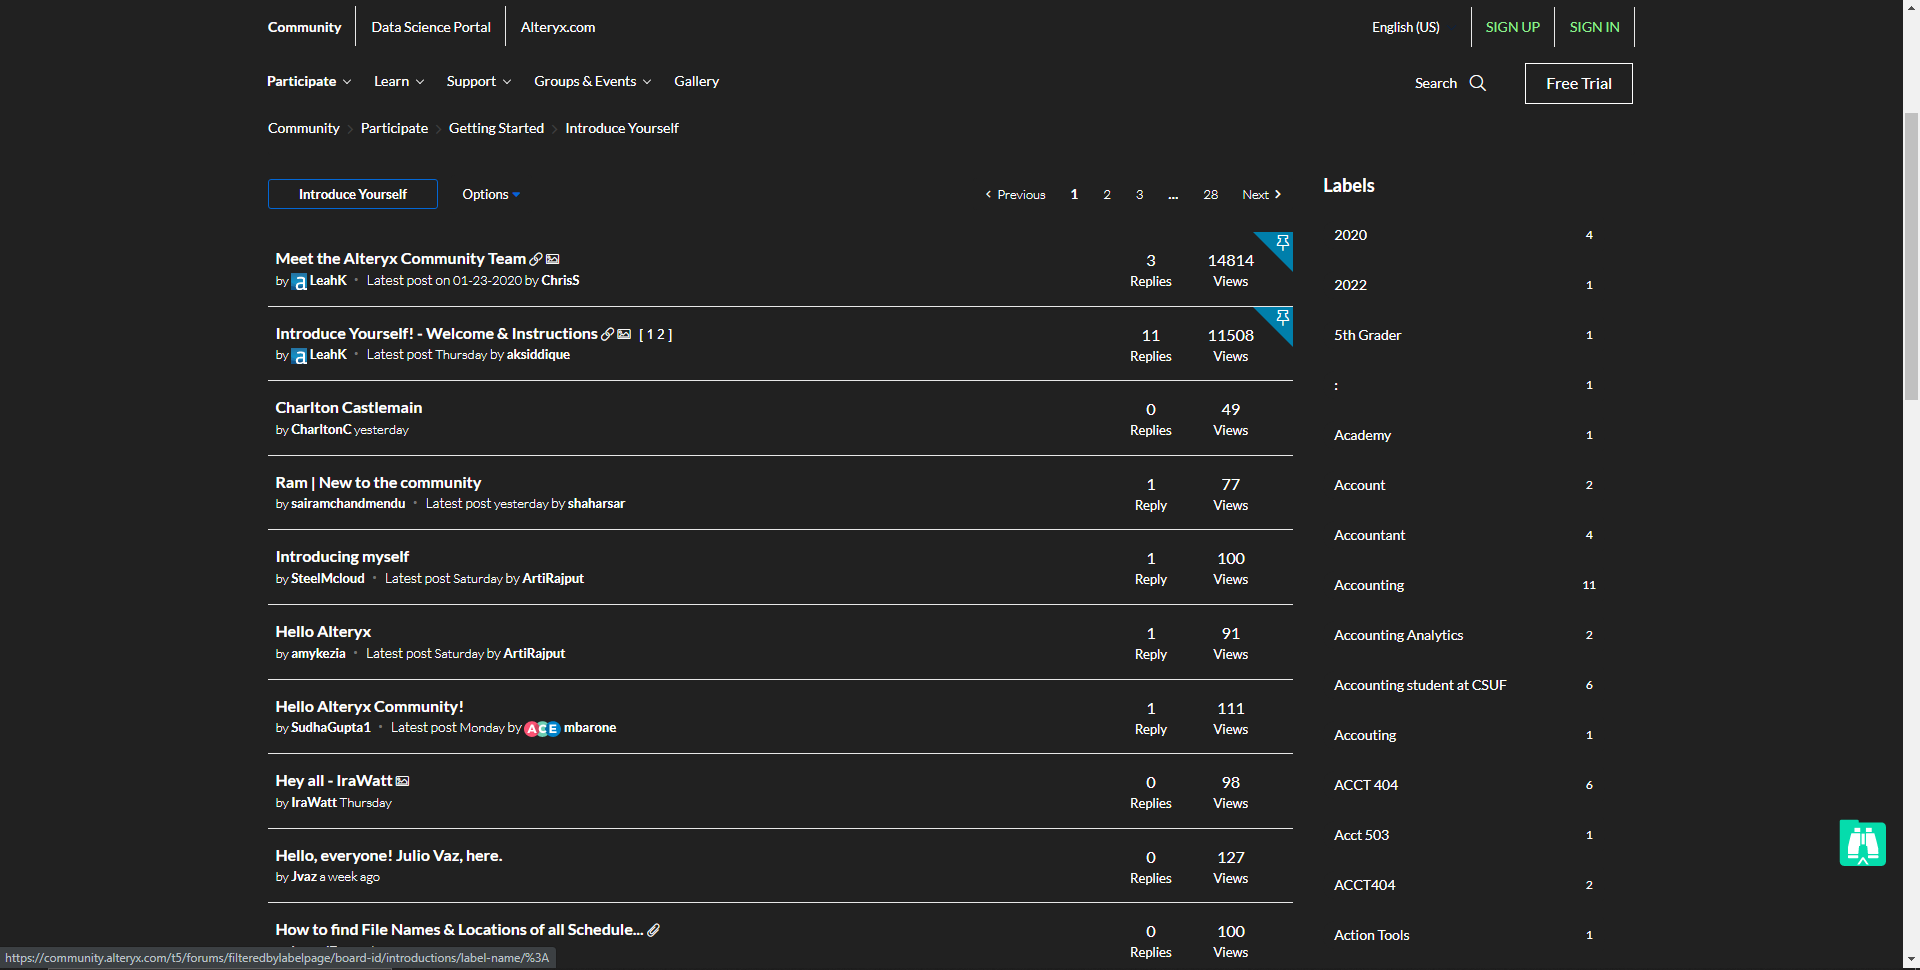 Community
Data Science Portal
Alteryx.com
English (US)
SIGN UP
SIGN IN
Participate
Learn
Support
Groups & Events
Gallery
Search
Free Trial
Community
Participate
Getting Started
Introduce Yourself
Introduce Yourself
Options
Previous
1
2
3
...
28
Next
Meet the Alteryx Community Team
by a LeahK • Latest post on 01-23-2020 by ChrisS
3
Replies
14814
Views
Introduce Yourself! - Welcome & Instructions [ 1 2 ]
by a LeahK • Latest post Thursday by aksiddique
11
Replies
11508
Views
Charlton Castlemain
by CharltonC yesterday
0
Replies
49
Views
Ram | New to the community
by sairamchandmendu • Latest post yesterday by shaharsar
1
Reply
77
Views
Introducing myself
by SteelMcloud • Latest post Saturday by ArtiRajput
1
Reply
100
Views
Hello Alteryx
by amykezia • Latest post Saturday by ArtiRajput
1
Reply
91
Views
Hello Alteryx Community!
by SudhaGupta1 • Latest post Monday by ACE mbarone
1
Reply
111
Views
Hey all - IraWatt
by IraWatt Thursday
0
Replies
98
Views
Hello, everyone! Julio Vaz, here.
by Jvaz a week ago
0
Replies
127
Views
How to find File Names & Locations of all Schedule...
0
Replies
100
Views
Labels
2020 4
2022 1
5th Grader 1
: 1
Academy 1
Account 2
Accountant 4
Accounting 11
Accounting Analytics 2
Accounting student at CSUF 6
Accouting 1
ACCT 404 6
Acct 503 1
ACCT404 2
Action Tools 1
https://community.alteryx.com/t5/forums/filteredbylabelpage/board-id/introductions/label-name/%3A